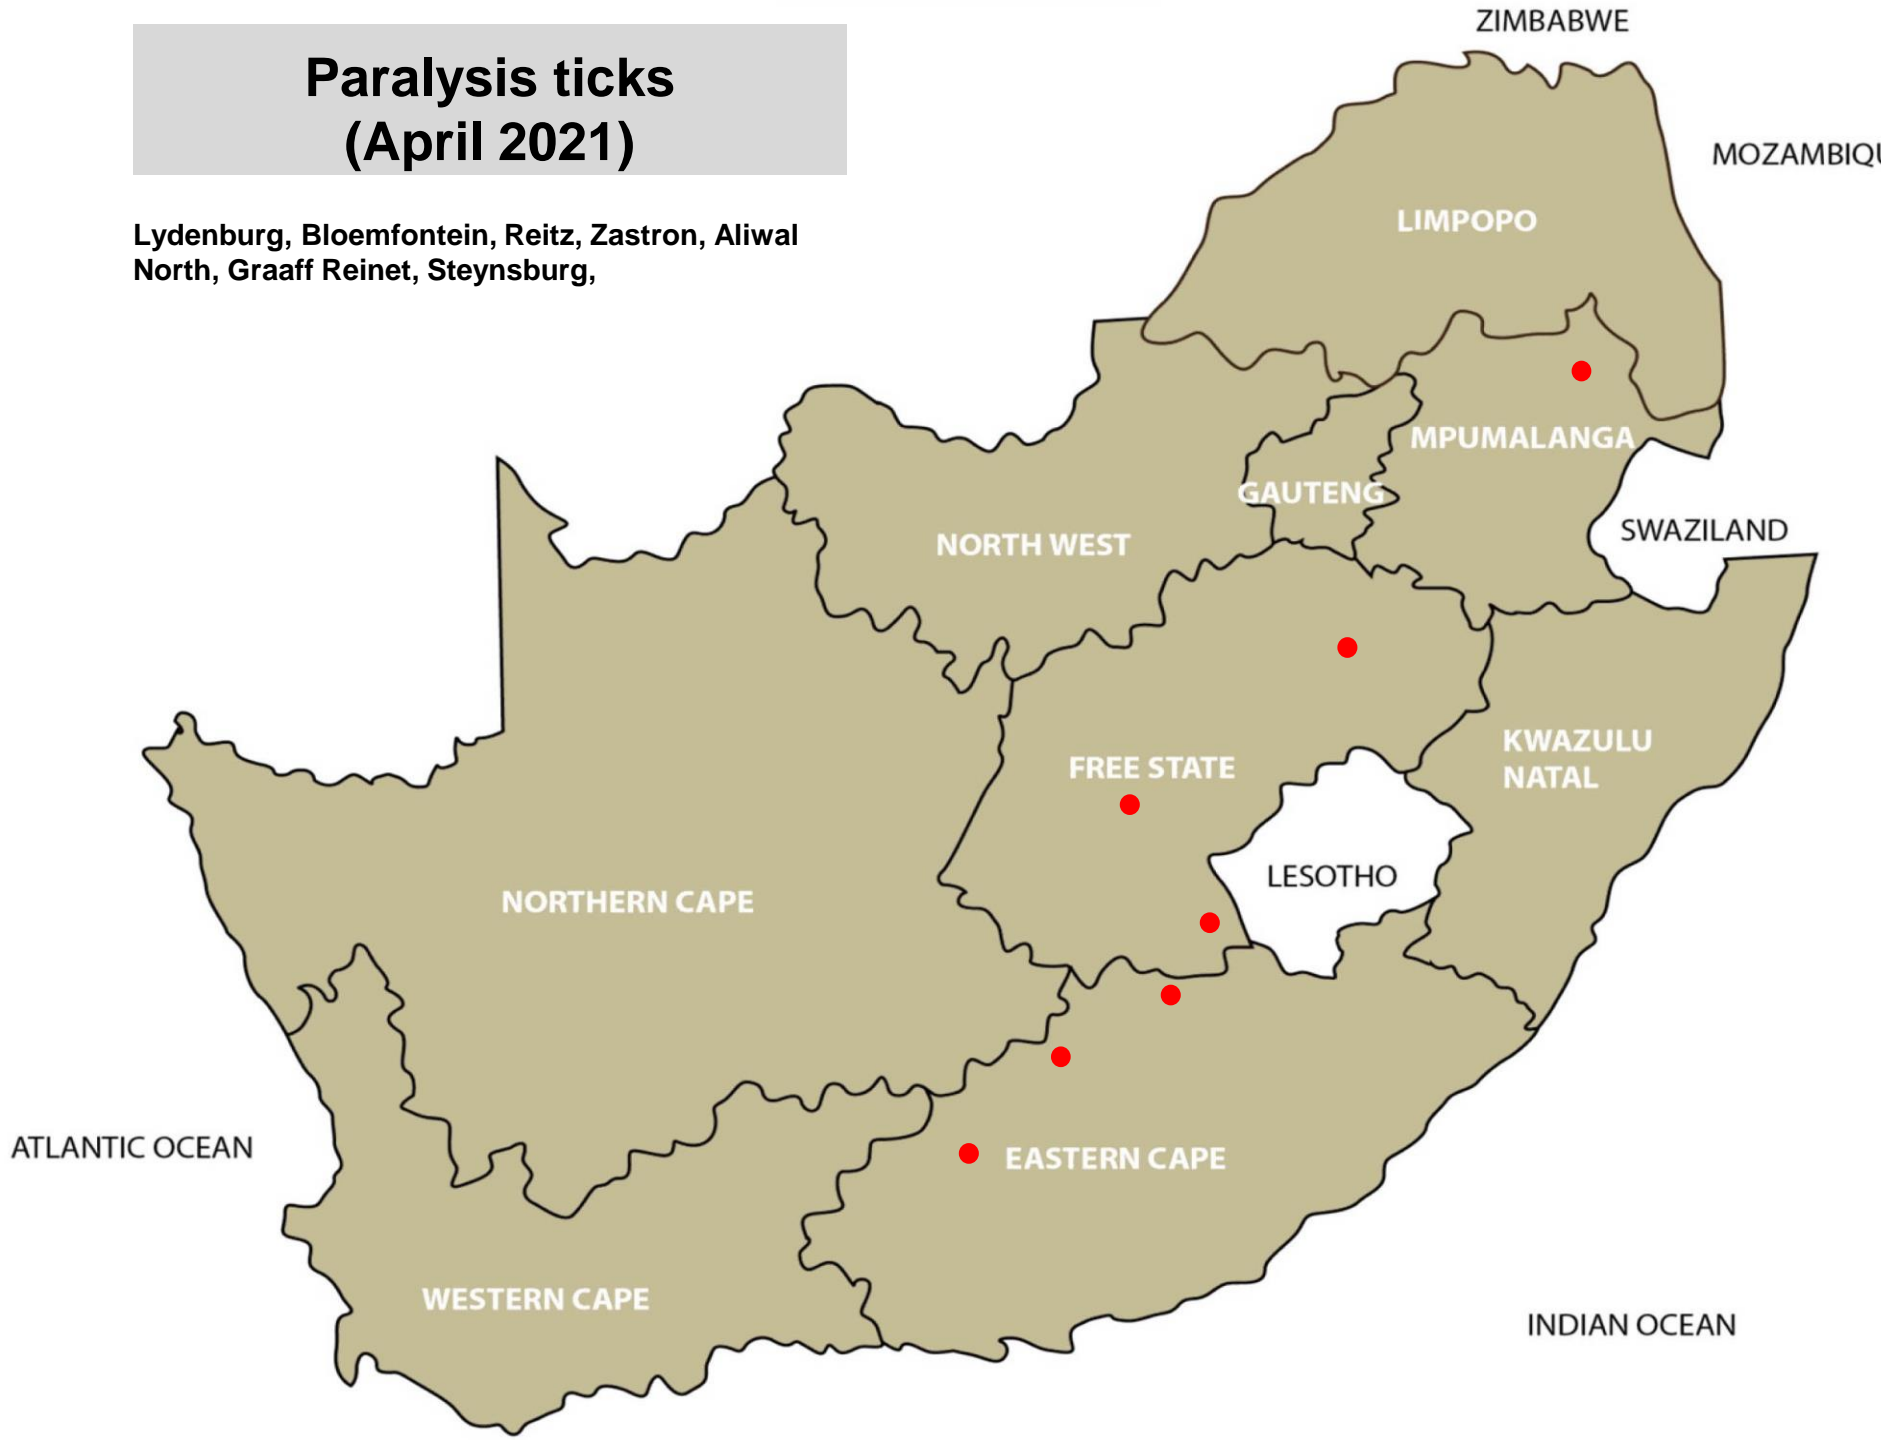 Paralysis ticks
(April 2021)
Lydenburg, Bloemfontein, Reitz, Zastron, Aliwal
North, Graaff Reinet, Steynsburg,
ZIMBABWE
MOZAMBIQU
LIMPOPO
MPUMALANGA
GAUTENG
SWAZILAND
NORTH WEST
KWAZULU
NATAL
FREE STATE
LESOTHO
NORTHERN CAPE
ATLANTIC OCEAN
EASTERN CAPE
WESTERN CAPE
INDIAN OCEAN